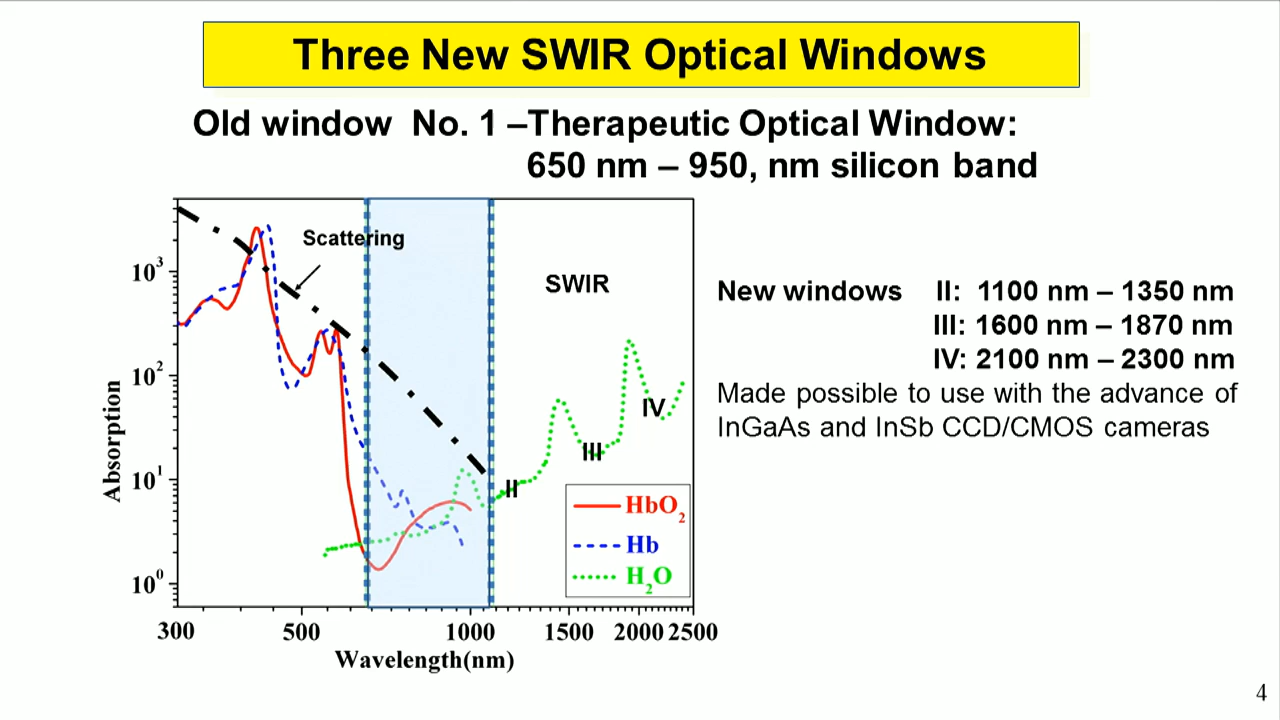 Three New SWIR Optical Windows
Old window No. 1 –Therapeutic Optical Window:
650 nm – 950, nm silicon band
Scattering
SWIR
II
III
IV
Absorption
10³
10²
10¹
10⁰
HbO₂
Hb
H₂O
300 500 1000 1500 2000 2500
Wavelength(nm)
New windows II: 1100 nm – 1350 nm
III: 1600 nm – 1870 nm
IV: 2100 nm – 2300 nm
Made possible to use with the advance of
InGaAs and InSb CCD/CMOS cameras
4